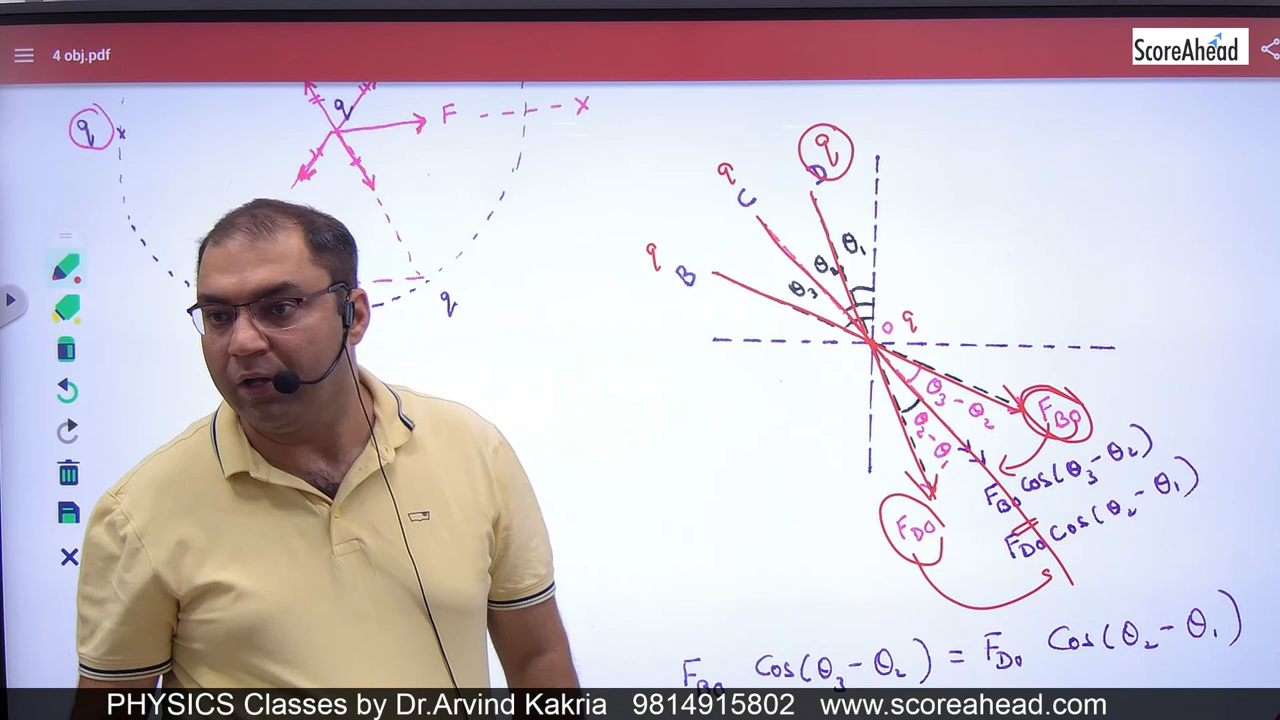 4 obj.pdf
ScoreAhead
q
q
F
X
q
q
D
q
C
q
B
θ₁
θ₂
θ₃
O q
θ₃ - θ₂
θ₂ - θ₁
F_BO
F_DO
F_BO cos(θ₃ - θ₂)
F_DO cos(θ₂ - θ₁)
F_BO Cos(θ₃ - θ₂) = F_DO Cos(θ₂ - θ₁)
PHYSICS Classes by Dr.Arvind Kakria 9814915802 www.scoreahead.com